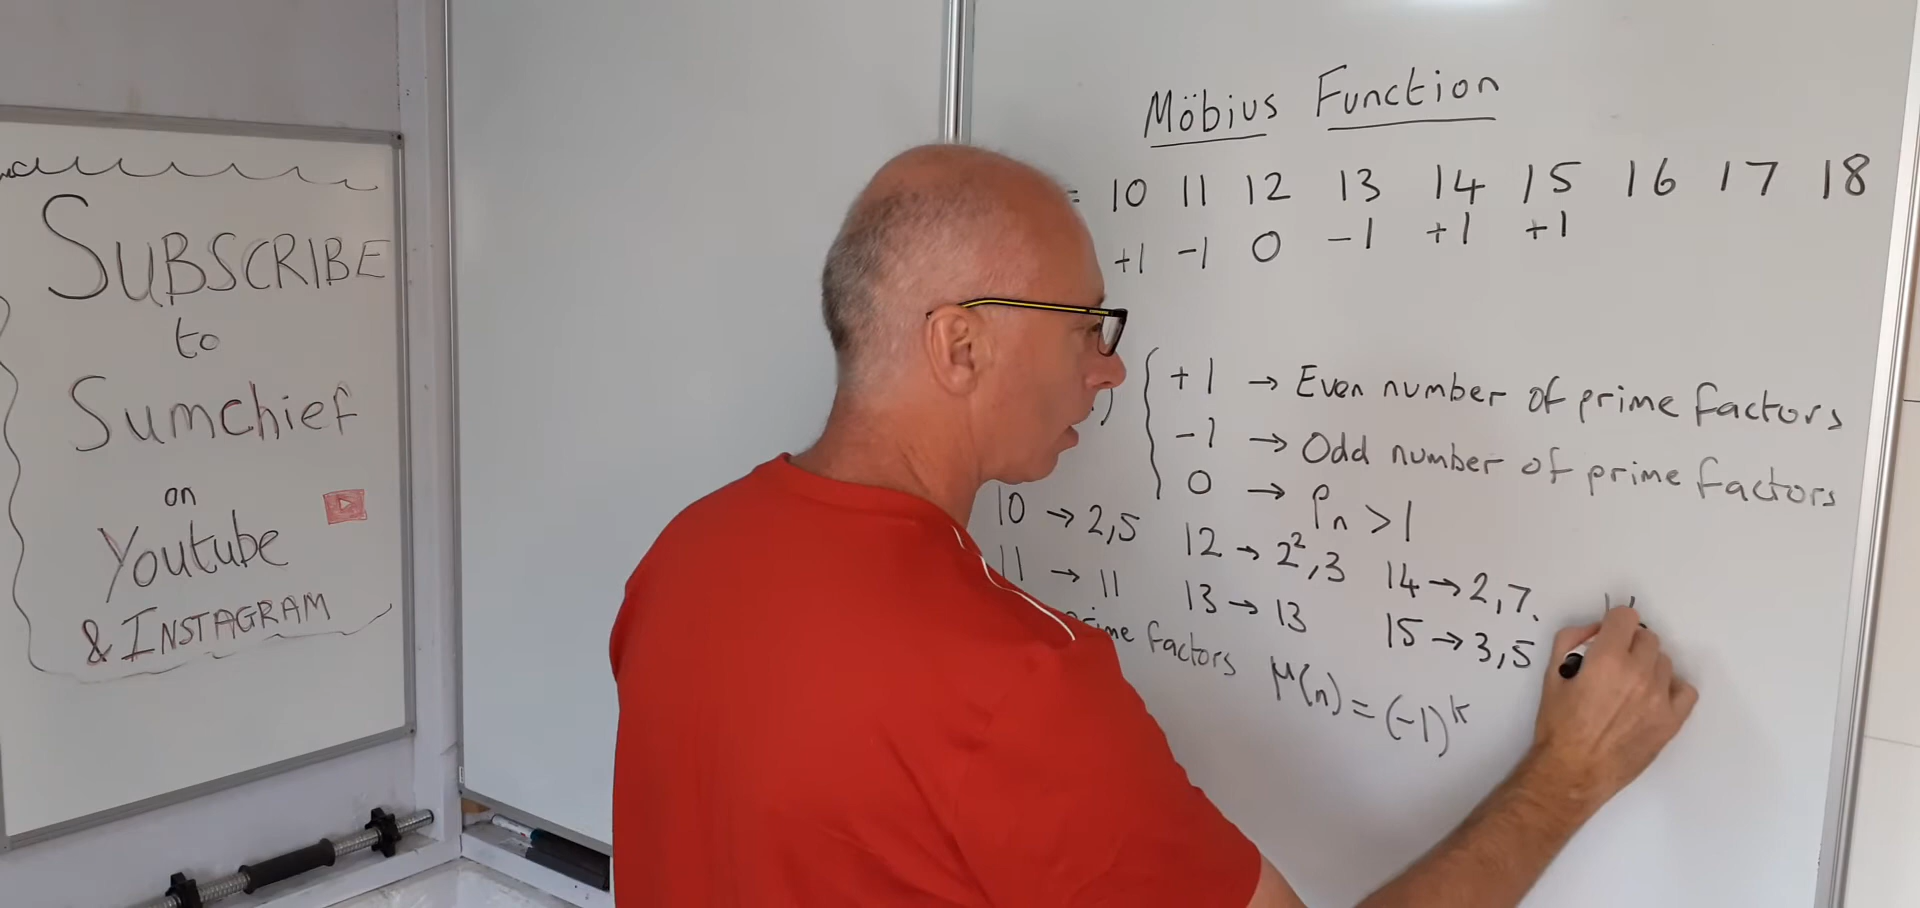 SUBSCRIBE
to
Sumchief
on
Youtube
& INSTAGRAM
Möbius Function
= 10 11 12 13 14 15 16 17 18
+1 -1 0 -1 +1 +1
+1 → Even number of prime factors
-1 → Odd number of prime factors
0 → Pn > 1
10 → 2,5 12 → 2²,3 14 → 2,7.
11 → 11 13 → 13 15 → 3,5
factors μ(n) = (-1)^k